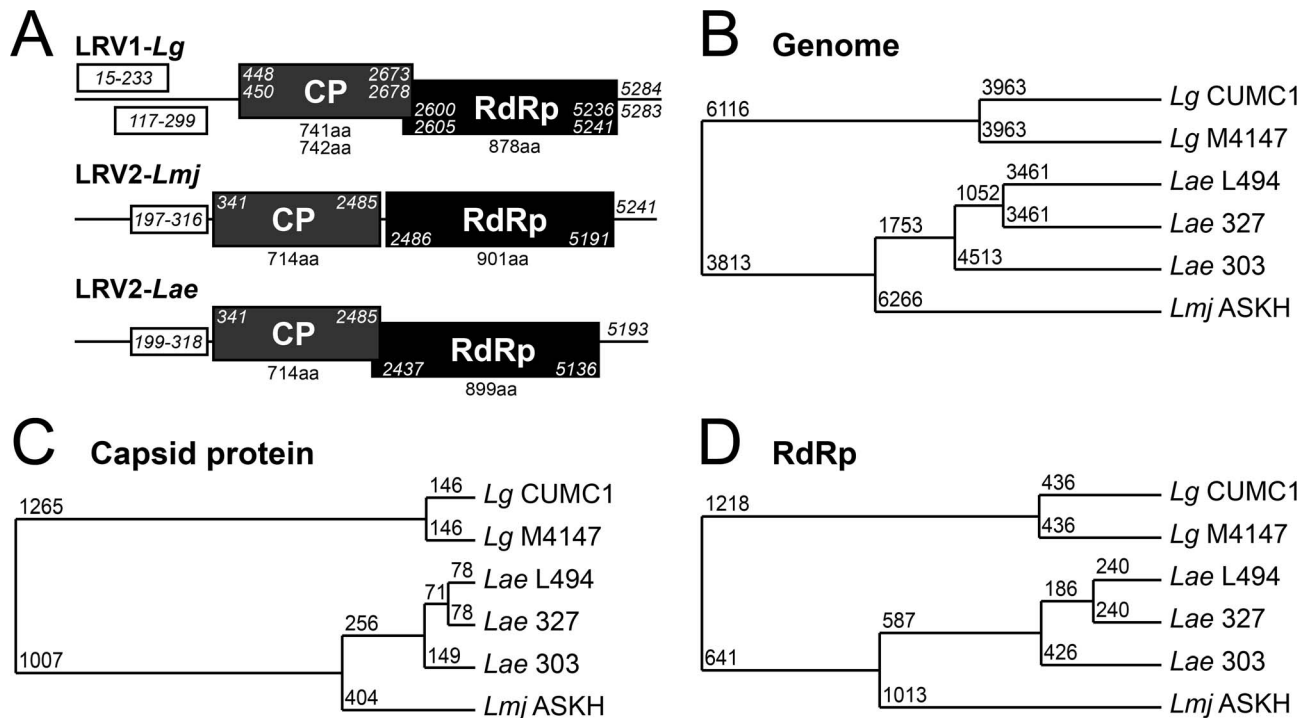 A
LRV1-Lg
15-233
117-299
448 2673
450 CP 2678
741aa
742aa
2600 RdRp 5236
2605 5241
878aa
5284
5283
LRV2-Lmj
197-316
341 CP 2485
714aa
2486 RdRp 5191
901aa
5241
LRV2-Lae
199-318
341 CP 2485
714aa
2437 RdRp 5136
899aa
5193
B Genome
6116
3963 Lg CUMC1
3963 Lg M4147
3813
1753
1052
3461 Lae L494
3461 Lae 327
4513 Lae 303
6266 Lmj ASKH
C Capsid protein
1265
146 Lg CUMC1
146 Lg M4147
1007
256
71
78 Lae L494
78 Lae 327
149 Lae 303
404 Lmj ASKH
D RdRp
1218
436 Lg CUMC1
436 Lg M4147
641
587
186
240 Lae L494
240 Lae 327
426 Lae 303
1013 Lmj ASKH